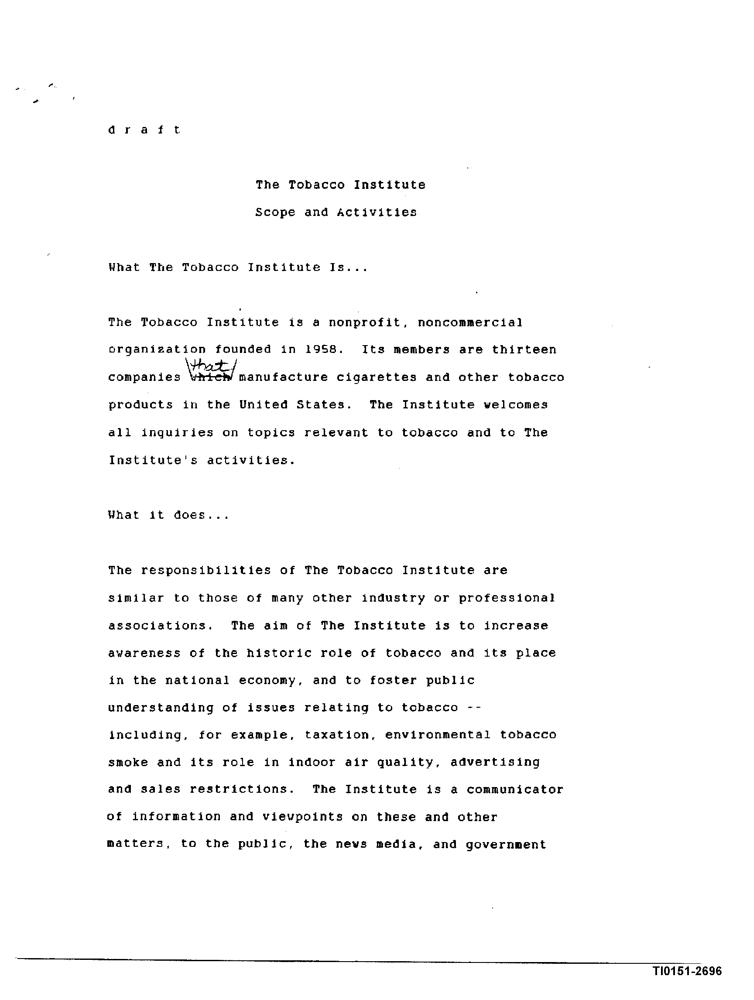 d r a f t
The Tobacco Institute
Scope and Activities
What The Tobacco Institute Is...
The Tobacco Institute is a nonprofit, noncommercial
organization founded in 1958. Its members are thirteen
that
companies which manufacture cigarettes and other tobacco
products in the United States. The Institute welcomes
all inquiries on topics relevant to tobacco and to The
Institute's activities.
What it does...
The responsibilities of The Tobacco Institute are
similar to those of many other industry or professional
associations. The aim of The Institute is to increase
awareness of the historic role of tobacco and its place
in the national economy, and to foster public
understanding of issues relating to tobacco --
including, for example, taxation, environmental tobacco
smoke and its role in indoor air quality, advertising
and sales restrictions. The Institute is a communicator
of information and viewpoints on these and other
matters, to the public, the news media, and government
TI0151-2696